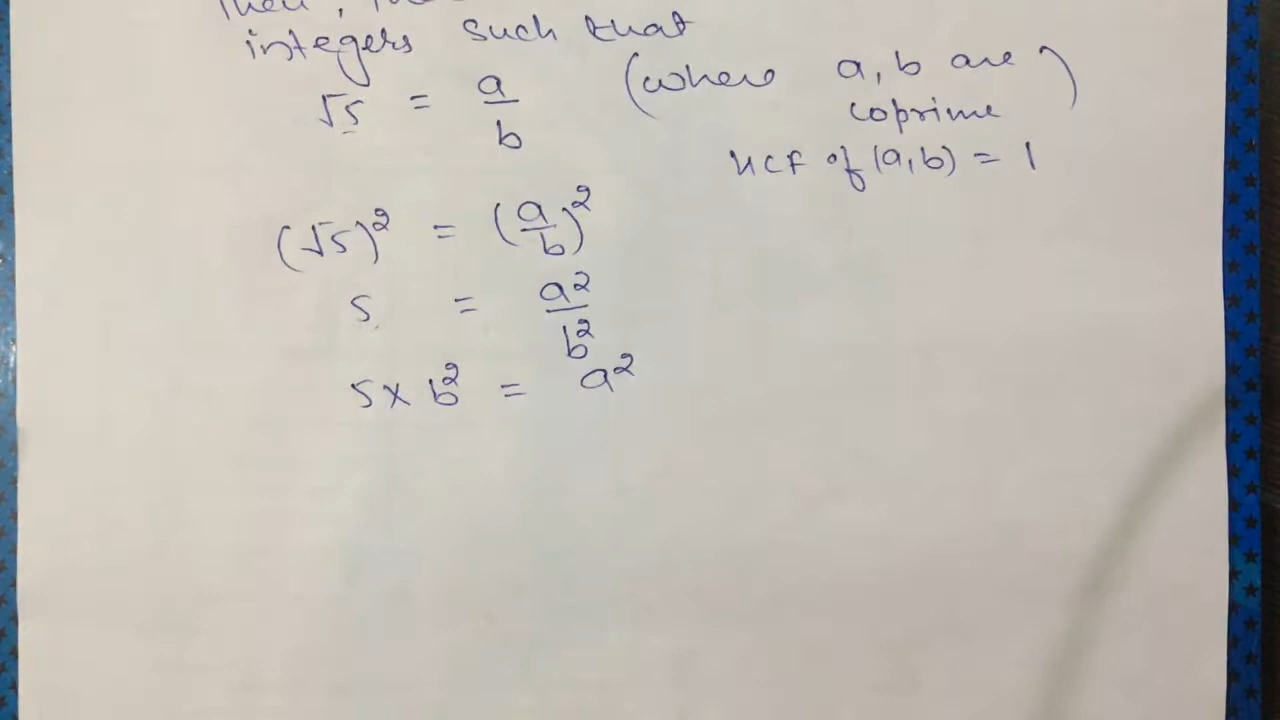 Then,
integers such that
√5 = a/b (where a, b are coprime)
HCF of (a,b) = 1
(√5)² = (a/b)²
5 = a²/b²
5 × b² = a²